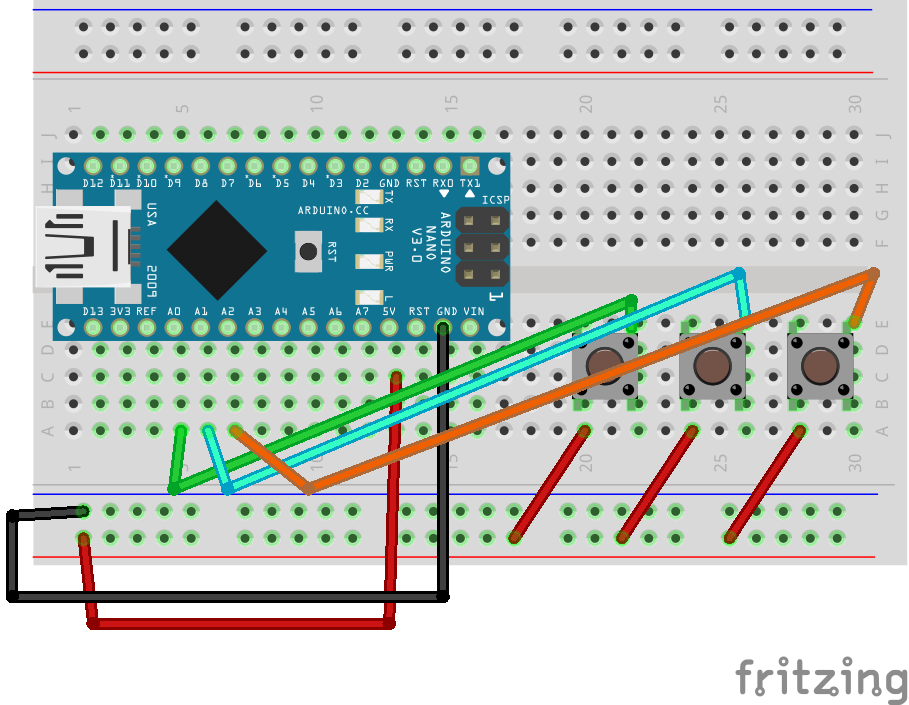 1 5 10 15 20 25 30
J J
I I
D12 D11 D10 D9 D8 D7 D6 D5 D4 D3 D2 GND RST RX0 TX1
H H
ICSP
TX
ARDUINO.CC
USA
RX
G G
ARDUINO
NANO
V3.0
RST
PWR
F F
P005
L
1
D13 3V3 REF A0 A1 A2 A3 A4 A5 A6 A7 5V RST GND VIN
E E
D D
C C
B B
A A
1 10 15 20 25 30
fritzing